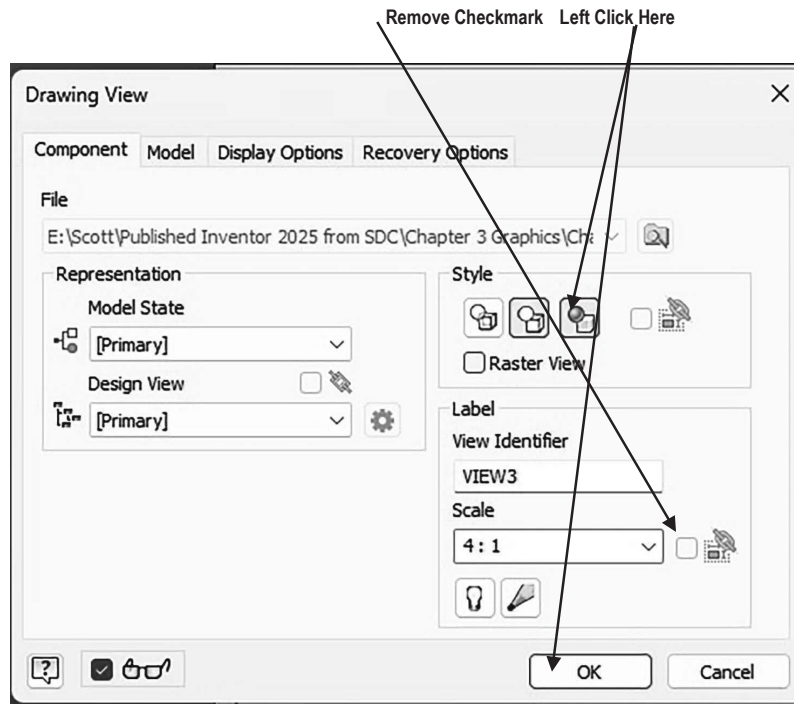 Remove Checkmark Left Click Here
Drawing View
Component Model Display Options Recovery Options
File
E:\Scott\Published Inventor 2025 from SDC\Chapter 3 Graphics\Cha
Representation
Model State
[Primary]
Design View
[Primary]
Style
Raster View
Label
View Identifier
VIEW3
Scale
4 : 1
OK Cancel